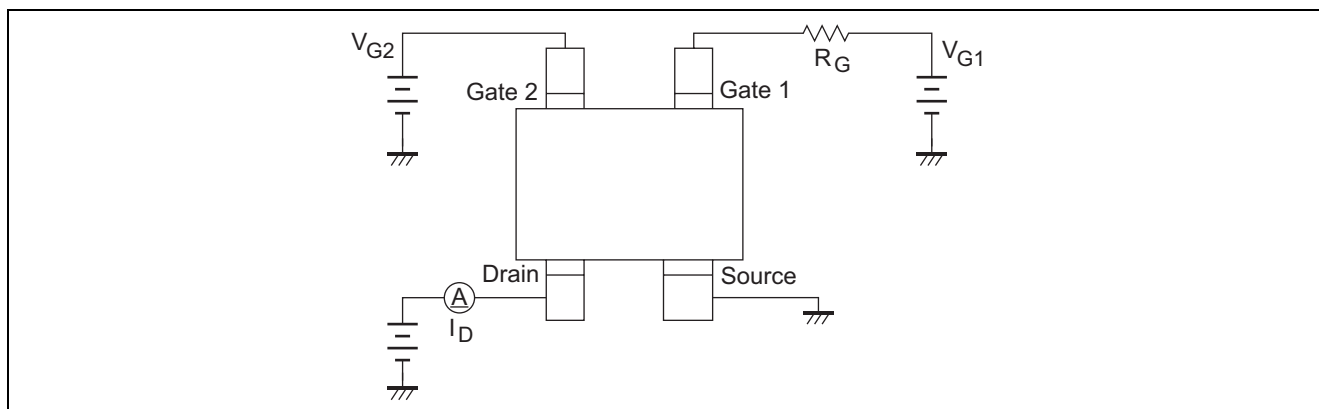 VG2
Gate 2
Gate 1
RG
VG1
Drain
Source
A
ID